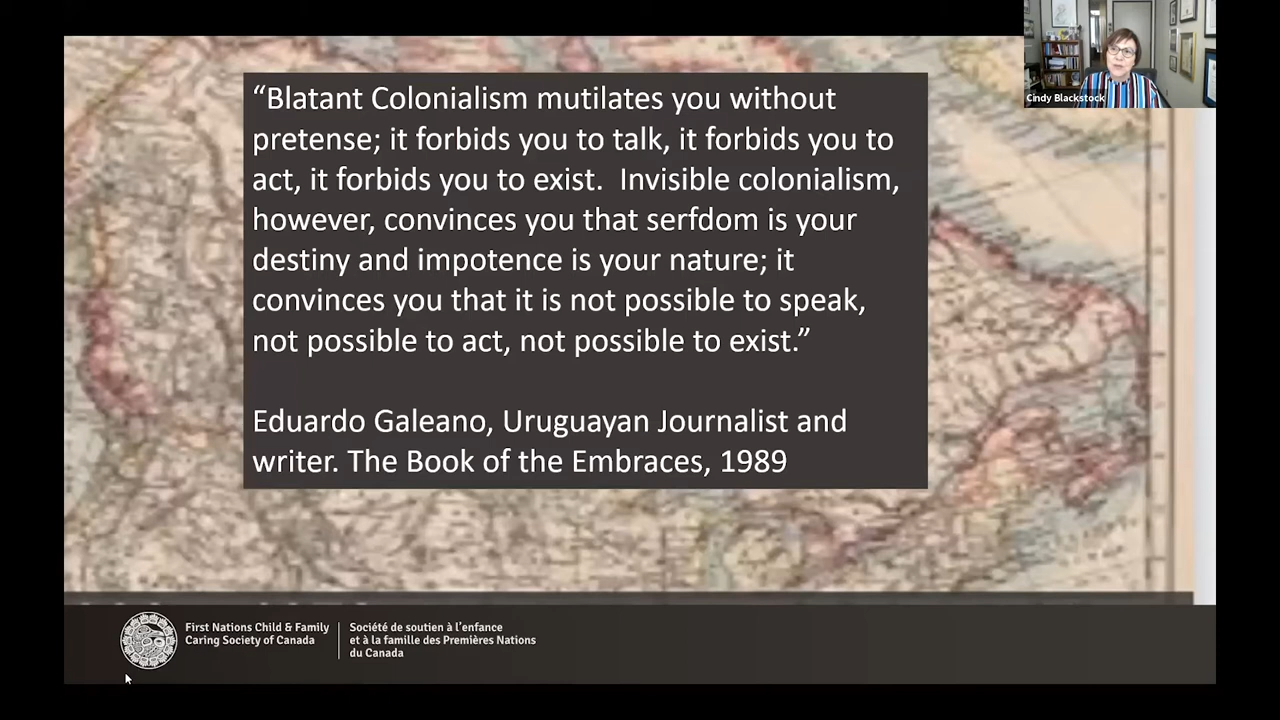 Cindy Blackstock
“Blatant Colonialism mutilates you without
pretense; it forbids you to talk, it forbids you to
act, it forbids you to exist.  Invisible colonialism,
however, convinces you that serfdom is your
destiny and impotence is your nature; it
convinces you that it is not possible to speak,
not possible to act, not possible to exist.”
Eduardo Galeano, Uruguayan Journalist and
writer. The Book of the Embraces, 1989
First Nations Child & Family
Caring Society of Canada
Société de soutien à l’enfance
et à la famille des Premières Nations
du Canada